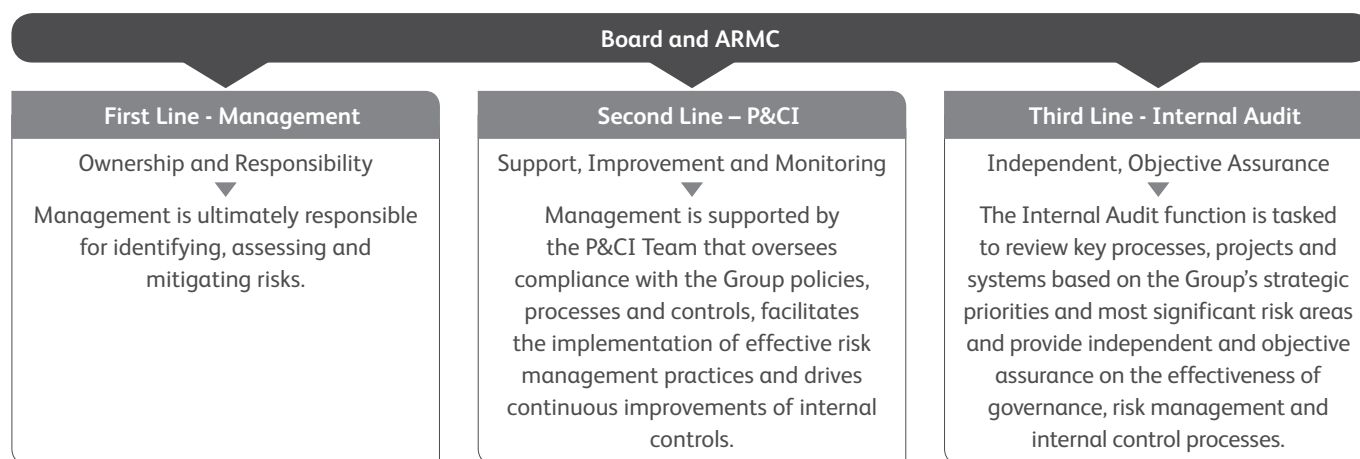 Board and ARMC
First Line - Management
Ownership and Responsibility
Management is ultimately responsible
for identifying, assessing and
mitigating risks.
Second Line – P&CI
Support, Improvement and Monitoring
Management is supported by
the P&CI Team that oversees
compliance with the Group policies,
processes and controls, facilitates
the implementation of effective risk
management practices and drives
continuous improvements of internal
controls.
Third Line - Internal Audit
Independent, Objective Assurance
The Internal Audit function is tasked
to review key processes, projects and
systems based on the Group’s strategic
priorities and most significant risk areas
and provide independent and objective
assurance on the effectiveness of
governance, risk management and
internal control processes.